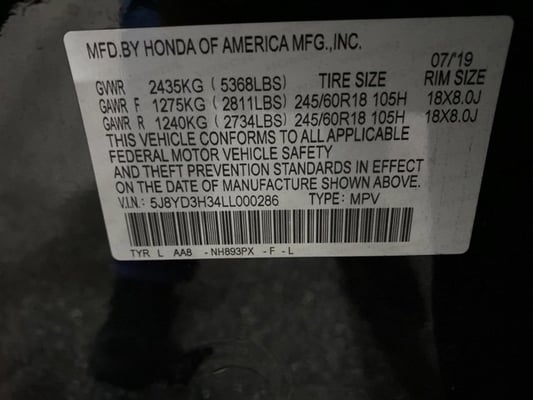 MFD.BY HONDA OF AMERICA MFG.,INC. 07/'19
GVWR 2435KG (5368LBS) TIRE SIZE RIM SIZE
GAWR F 1275KG (2811LBS) 245/60R18 105H 18X8.0J
GAWR R 1240KG (2734LBS) 245/60R18 105H 18X8.0J
THIS VEHICLE CONFORMS TO ALL APPLICABLE
FEDERAL MOTOR VEHICLE SAFETY
AND THEFT PREVENTION STANDARDS IN EFFECT
ON THE DATE OF MANUFACTURE SHOWN ABOVE.
V.I.N.: 5J8YD3H34LL000286 TYPE: MPV
TYR L AA8 - NH893PX - F - L